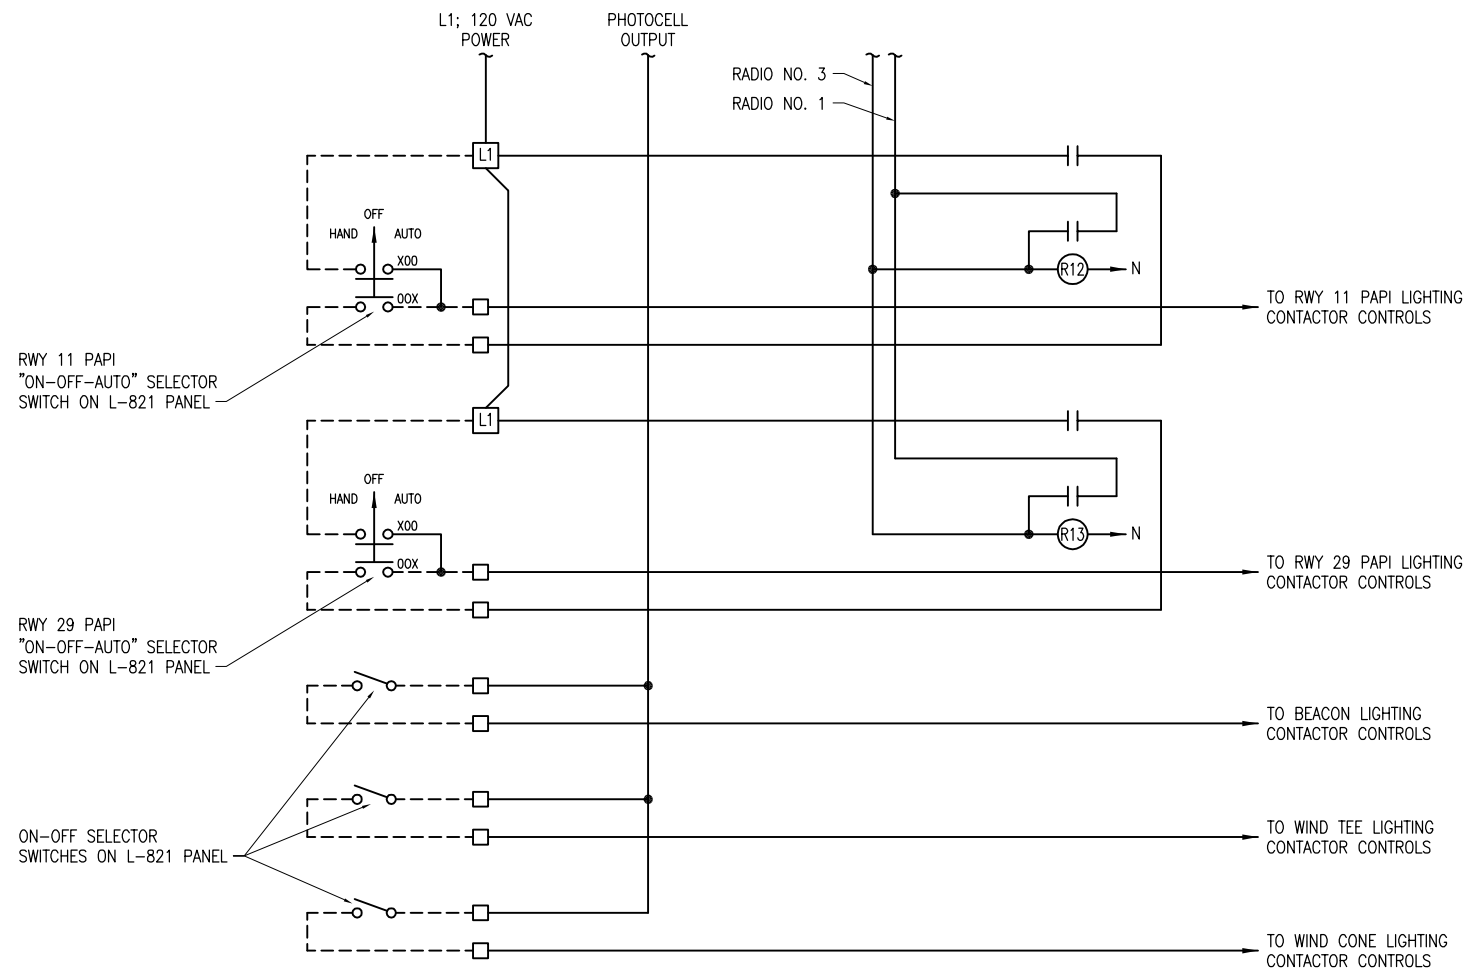 L1; 120 VAC
POWER
PHOTOCELL
OUTPUT
RADIO NO. 3
RADIO NO. 1
L1
OFF
HAND
AUTO
XOO
R12
N
OOX
TO RWY 11 PAPI LIGHTING
CONTACTOR CONTROLS
RWY 11 PAPI
"ON-OFF-AUTO" SELECTOR
SWITCH ON L-821 PANEL
L1
OFF
HAND
AUTO
XOO
R13
N
OOX
TO RWY 29 PAPI LIGHTING
CONTACTOR CONTROLS
RWY 29 PAPI
"ON-OFF-AUTO" SELECTOR
SWITCH ON L-821 PANEL
TO BEACON LIGHTING
CONTACTOR CONTROLS
TO WIND TEE LIGHTING
CONTACTOR CONTROLS
ON-OFF SELECTOR
SWITCHES ON L-821 PANEL
TO WIND CONE LIGHTING
CONTACTOR CONTROLS